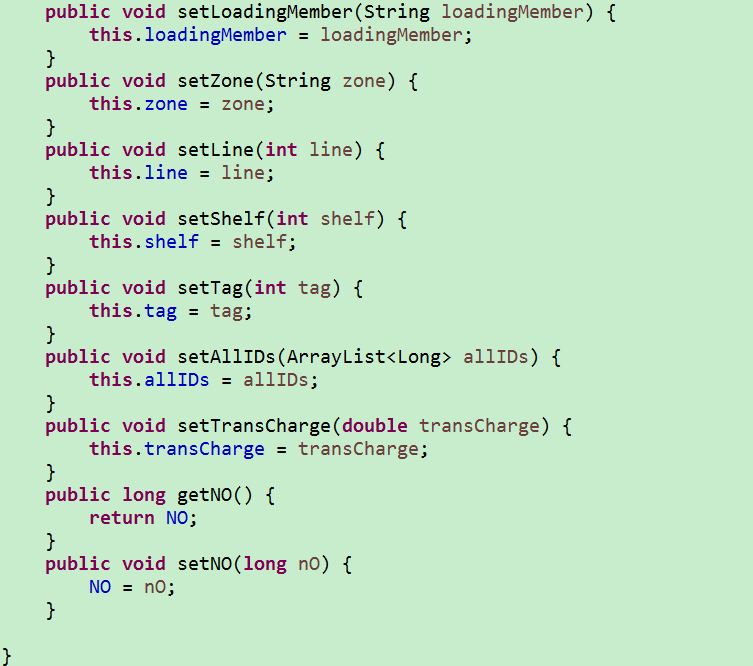 public void setLoadingMember(String loadingMember) {
this.loadingMember = loadingMember;
}
public void setZone(String zone) {
this.zone = zone;
}
public void setLine(int line) {
this.line = line;
}
public void setShelf(int shelf) {
this.shelf = shelf;
}
public void setTag(int tag) {
this.tag = tag;
}
public void setAllIDs(ArrayList<Long> allIDs) {
this.allIDs = allIDs;
}
public void setTransCharge(double transCharge) {
this.transCharge = transCharge;
}
public long getNO() {
return NO;
}
public void setNO(long nO) {
NO = nO;
}
}